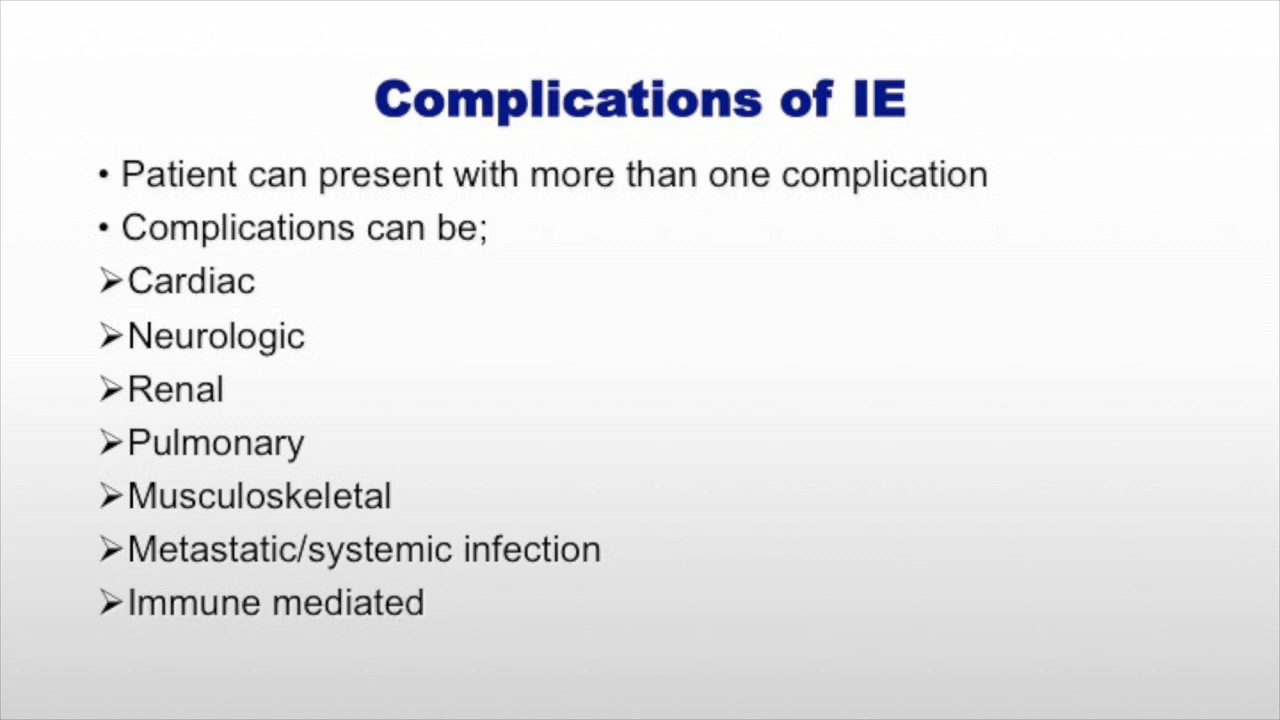 Complications of IE
• Patient can present with more than one complication
• Complications can be;
➢Cardiac
➢Neurologic
➢Renal
➢Pulmonary
➢Musculoskeletal
➢Metastatic/systemic infection
➢Immune mediated